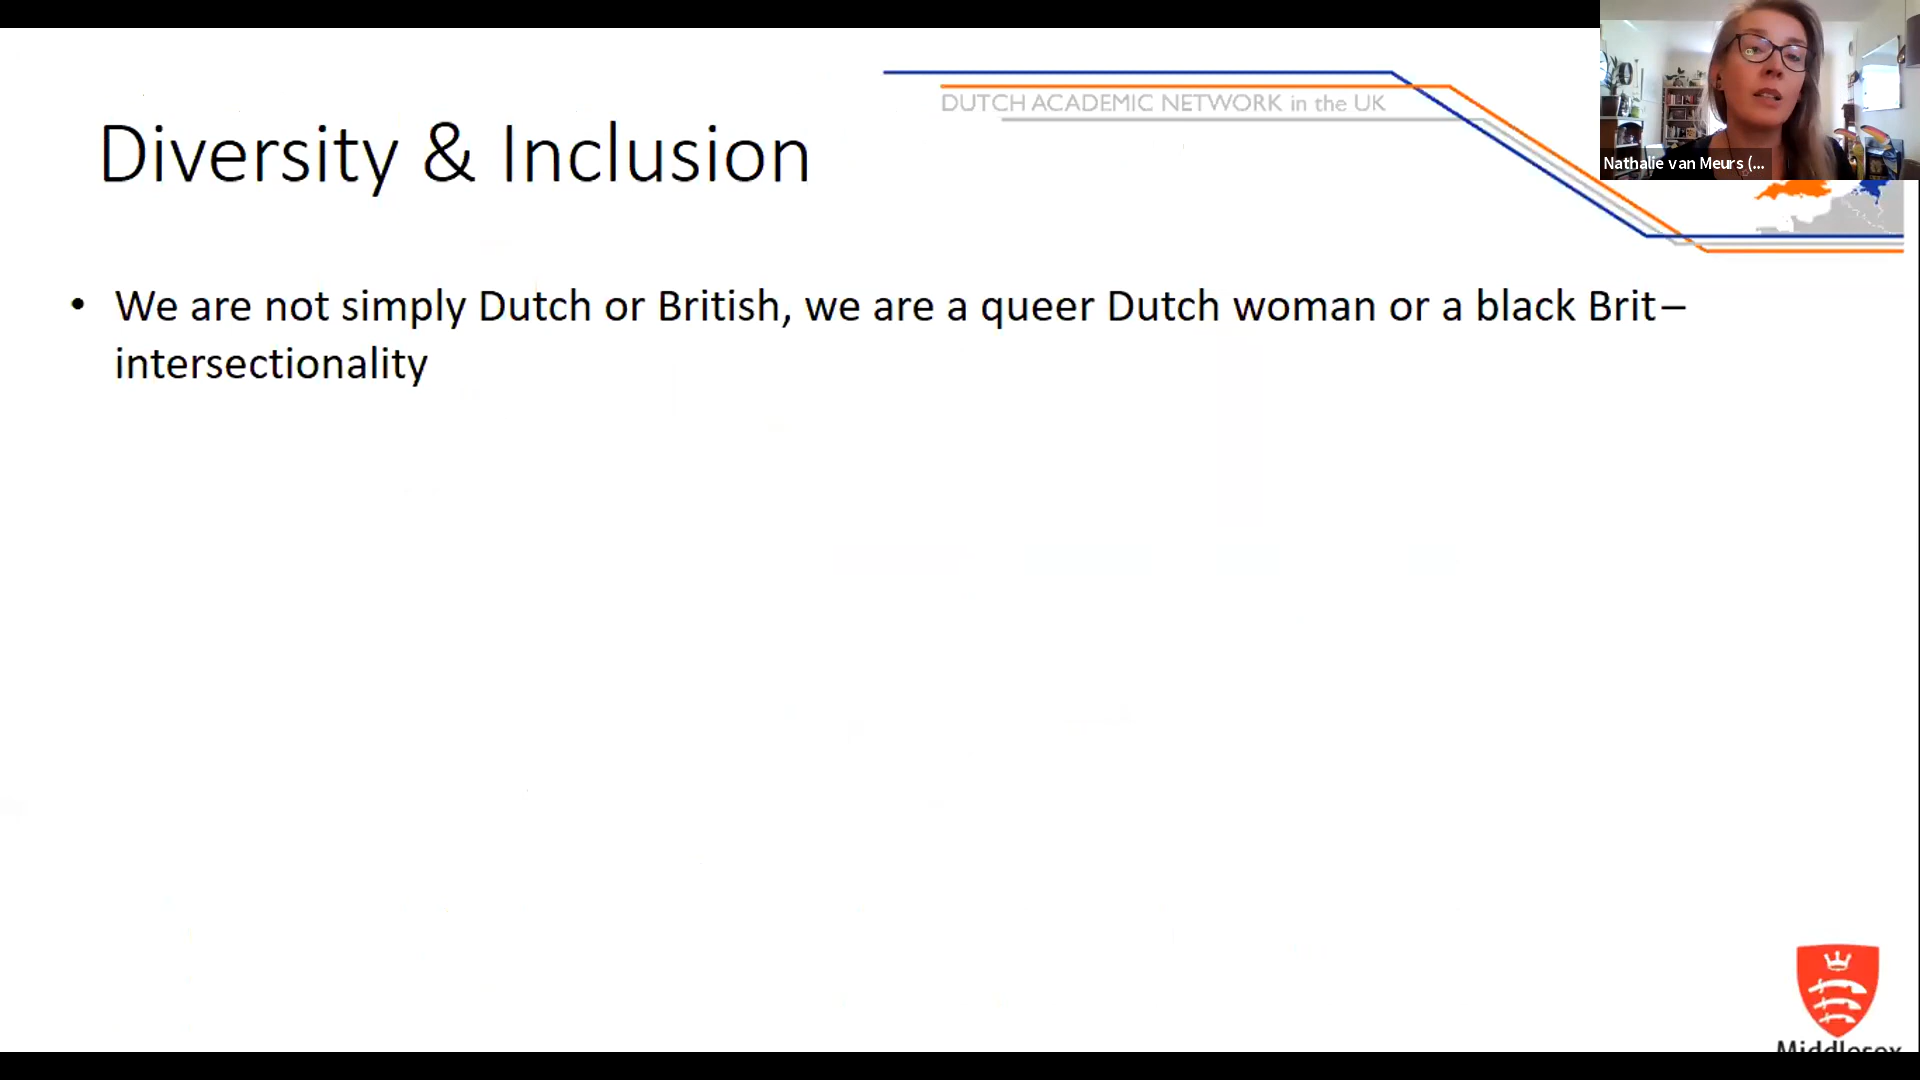 DUTCH ACADEMIC NETWORK in the UK
Diversity & Inclusion
Nathalie van Meurs (...
• We are not simply Dutch or British, we are a queer Dutch woman or a black Brit –
intersectionality
Middlesex